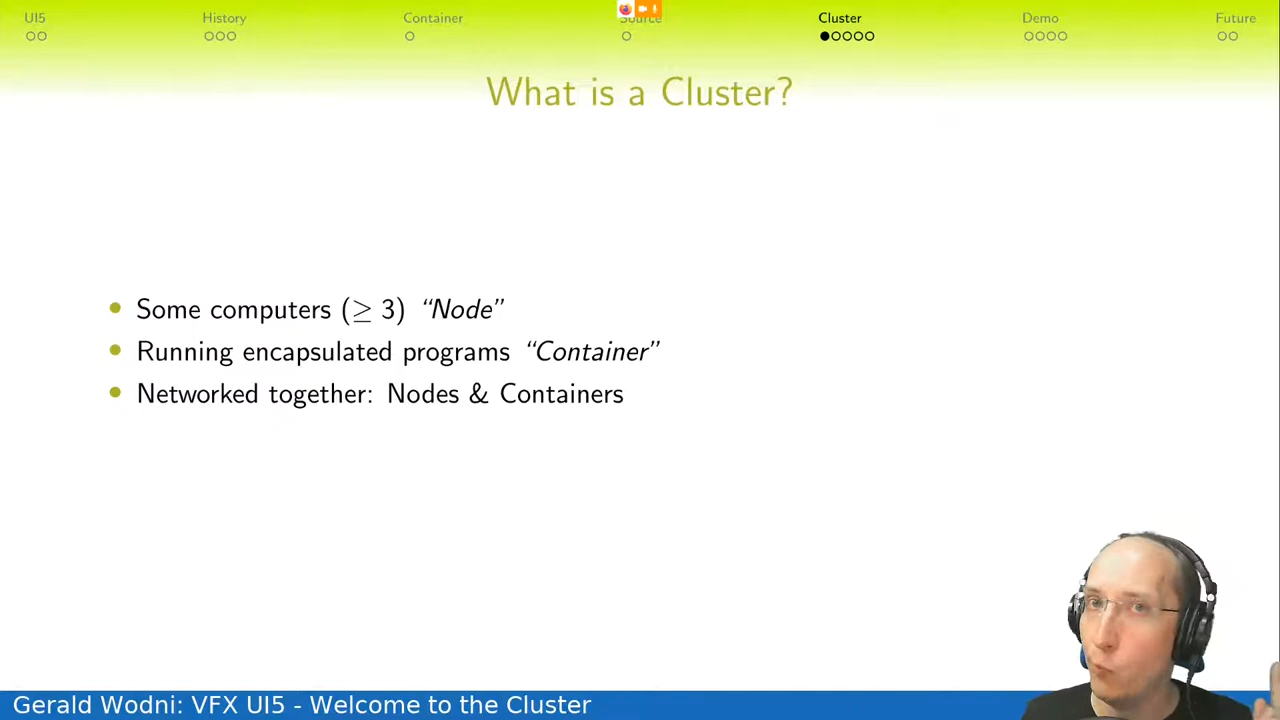 UI5 History Container Source Cluster Demo Future
What is a Cluster?
• Some computers (≥ 3) “Node”
• Running encapsulated programs “Container”
• Networked together: Nodes & Containers
Gerald Wodni: VFX UI5 - Welcome to the Cluster